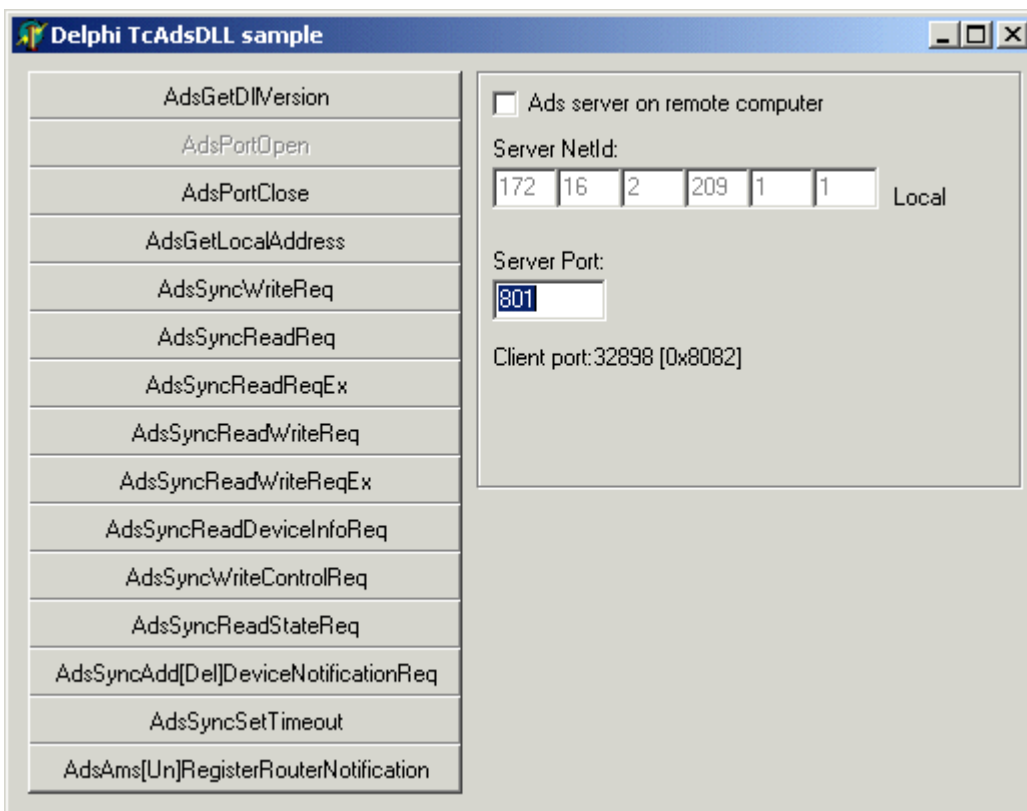 Delphi TcAdsDLL sample
AdsGetDllVersion
AdsPortOpen
AdsPortClose
AdsGetLocalAddress
AdsSyncWriteReq
AdsSyncReadReq
AdsSyncReadReqEx
AdsSyncReadWriteReq
AdsSyncReadWriteReqEx
AdsSyncReadDeviceInfoReq
AdsSyncWriteControlReq
AdsSyncReadStateReq
AdsSyncAdd[Del]DeviceNotificationReq
AdsSyncSetTimeout
AdsAms[Un]RegisterRouterNotification
Ads server on remote computer
Server NetId:
172 16 2 209 1 1 Local
Server Port:
801
Client port:32898 [0x8082]